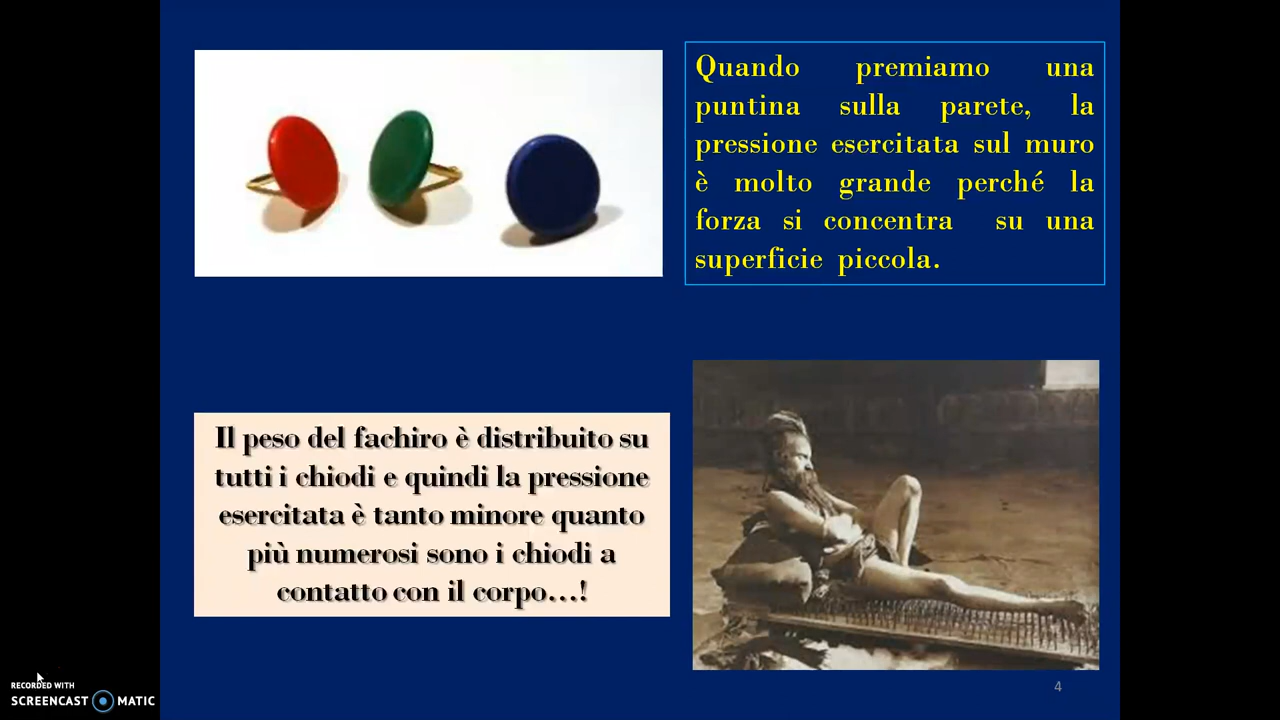 Quando premiamo una
puntina sulla parete, la
pressione esercitata sul muro
è molto grande perché la
forza si concentra su una
superficie piccola.
Il peso del fachiro è distribuito su
tutti i chiodi e quindi la pressione
esercitata è tanto minore quanto
più numerosi sono i chiodi a
contatto con il corpo...!
4
RECORDED WITH
SCREENCAST MATIC